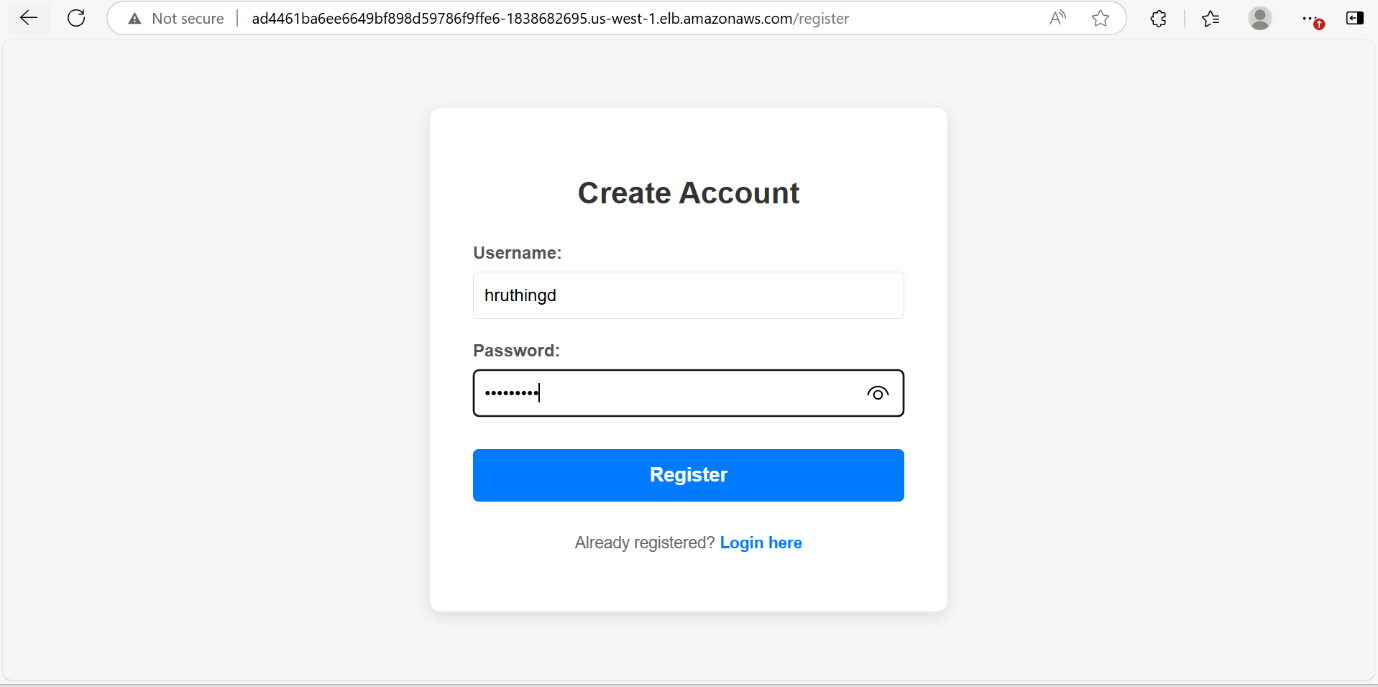 Not secure ad4461ba6ee6649bf898d59786f9ffe6-1838682695.us-west-1.elb.amazonaws.com/register
Create Account
Username:
hruthingd
Password:
•••••••••
Register
Already registered? Login here